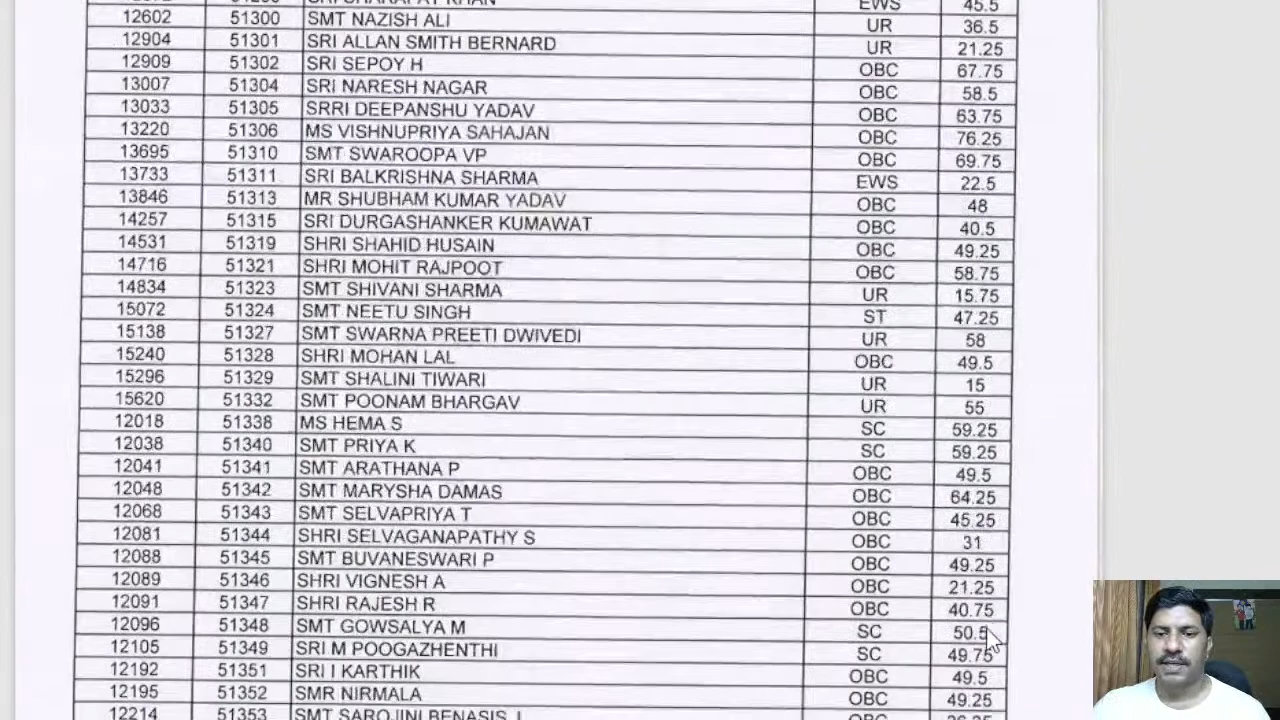 EWS 45.5
12602 51300 SMT NAZISH ALI UR 36.5
12904 51301 SRI ALLAN SMITH BERNARD UR 21.25
12909 51302 SRI SEPOY H OBC 67.75
13007 51304 SRI NARESH NAGAR OBC 58.5
13033 51305 SRRI DEEPANSHU YADAV OBC 63.75
13220 51306 MS VISHNUPRIYA SAHAJAN OBC 76.25
13695 51310 SMT SWAROOPA VP OBC 69.75
13733 51311 SRI BALKRISHNA SHARMA EWS 22.5
13846 51313 MR SHUBHAM KUMAR YADAV OBC 48
14257 51315 SRI DURGASHANKER KUMAWAT OBC 40.5
14531 51319 SHRI SHAHID HUSAIN OBC 49.25
14716 51321 SHRI MOHIT RAJPOOT OBC 58.75
14834 51323 SMT SHIVANI SHARMA UR 15.75
15072 51324 SMT NEETU SINGH ST 47.25
15138 51327 SMT SWARNA PREETI DWIVEDI UR 58
15240 51328 SHRI MOHAN LAL OBC 49.5
15296 51329 SMT SHALINI TIWARI UR 15
15620 51332 SMT POONAM BHARGAV UR 55
12018 51338 MS HEMA S SC 59.25
12038 51340 SMT PRIYA K SC 59.25
12041 51341 SMT ARATHANA P OBC 49.5
12048 51342 SMT MARYSHA DAMAS OBC 64.25
12068 51343 SMT SELVAPRIYA T OBC 45.25
12081 51344 SHRI SELVAGANAPATHY S OBC 31
12088 51345 SMT BUVANESWARI P OBC 49.25
12089 51346 SHRI VIGNESH A OBC 21.25
12091 51347 SHRI RAJESH R OBC 40.75
12096 51348 SMT GOWSALYA M SC 50.5
12105 51349 SRI M POOGAZHENTHI SC 49.75
12192 51351 SRI I KARTHIK OBC 49.5
12195 51352 SMR NIRMALA OBC 49.25
12214 51353 SMT SAROJINI BENASIS